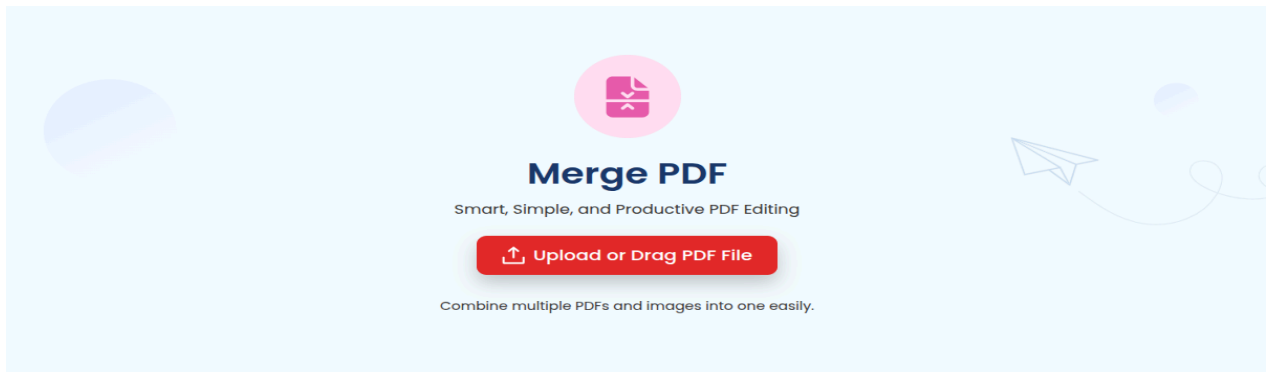 Merge PDF
Smart, Simple, and Productive PDF Editing
Upload or Drag PDF File
Combine multiple PDFs and images into one easily.